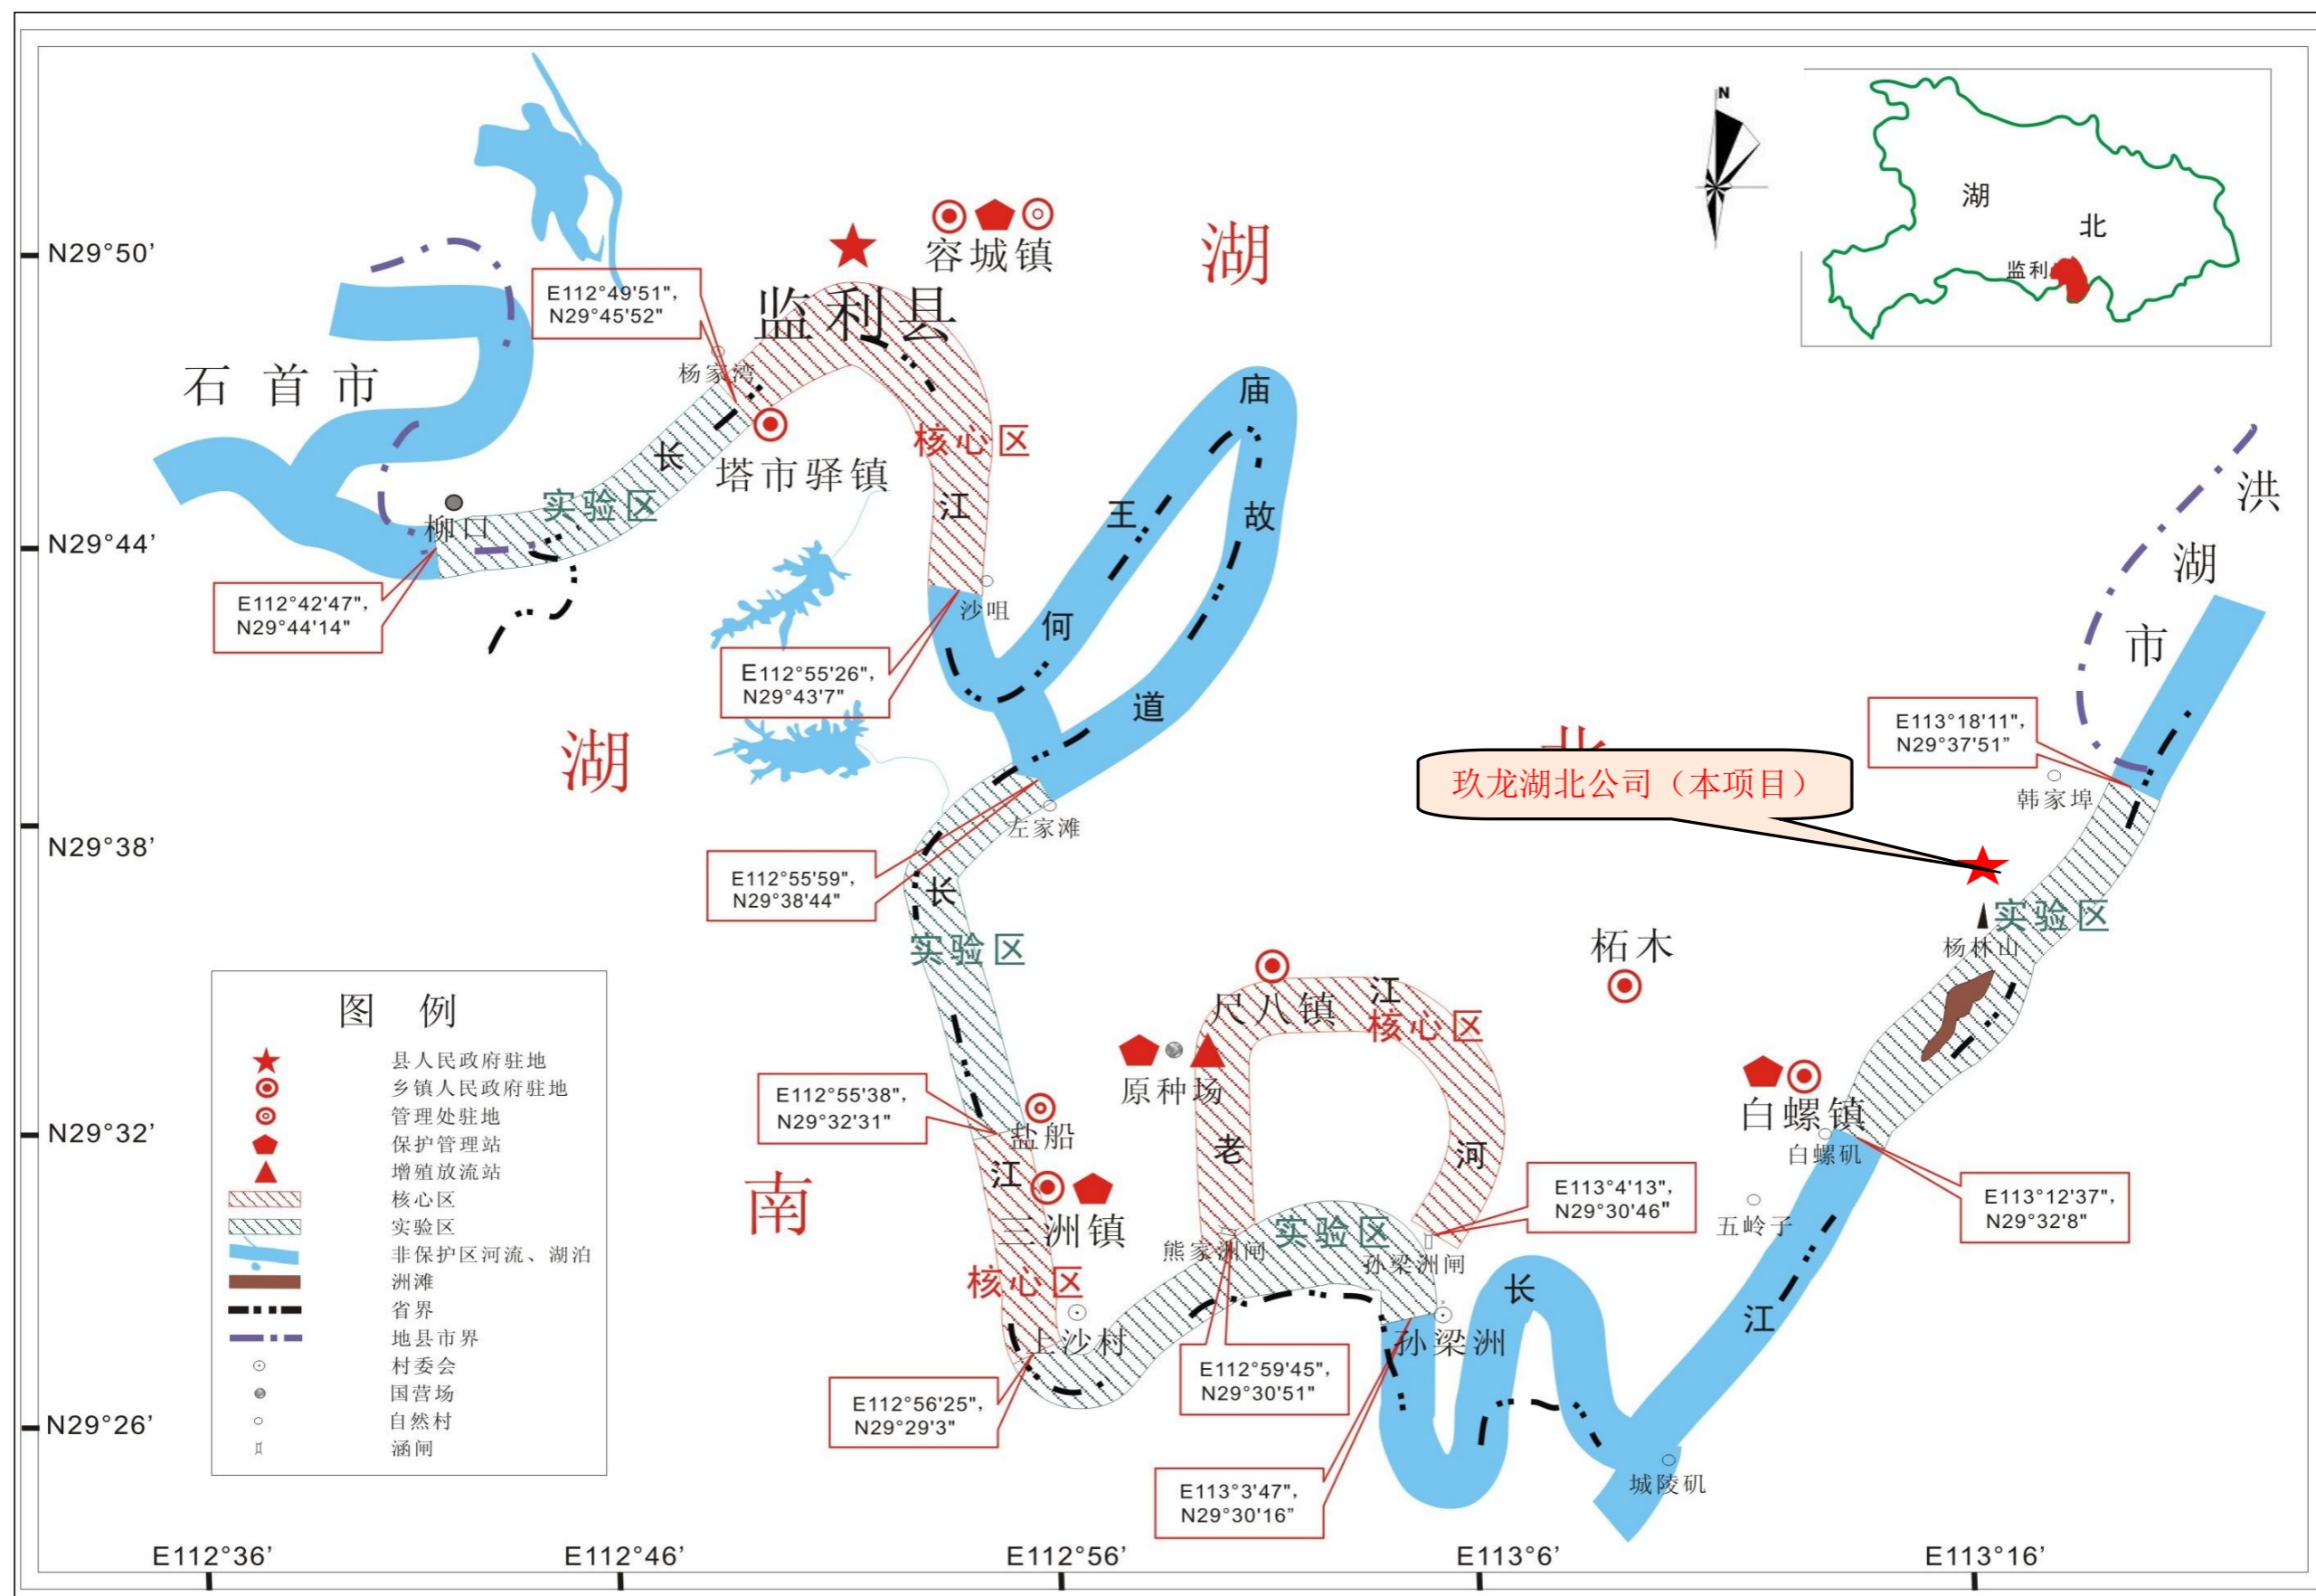 N
湖
北
监利
N29°50'
N29°44'
N29°38'
N29°32'
N29°26'
E112°36'
E112°46'
E112°56'
E113°6'
E113°16'
容城镇
湖
监利县
E112°49'51",
N29°45'52"
石首市
杨家湾
塔市驿镇
核心区
长
江
实验区
柳口
E112°42'47",
N29°44'14"
沙咀
E112°55'26",
N29°43'7"
何
王
庙
故
道
洪
湖
市
湖
北
玖龙湖北公司（本项目）
E113°18'11",
N29°37'51"
韩家埠
左家滩
E112°55'59",
N29°38'44"
长
实验区
实验区
杨林山
柘木
尺八镇
江
核心区
原种场
老
河
白螺镇
白螺矶
E112°55'38",
N29°32'31"
盐船
江
三洲镇
南
核心区
上沙村
熊家洲闸
实验区
孙梁洲闸
E113°4'13",
N29°30'46"
五岭子
E113°12'37",
N29°32'8"
长
江
孙梁洲
E112°59'45",
N29°30'51"
E112°56'25",
N29°29'3"
E113°3'47",
N29°30'16"
城陵矶
图 例
县人民政府驻地
乡镇人民政府驻地
管理处驻地
保护管理站
增殖放流站
核心区
实验区
非保护区河流、湖泊
洲滩
省界
地县市界
村委会
国营场
自然村
涵闸